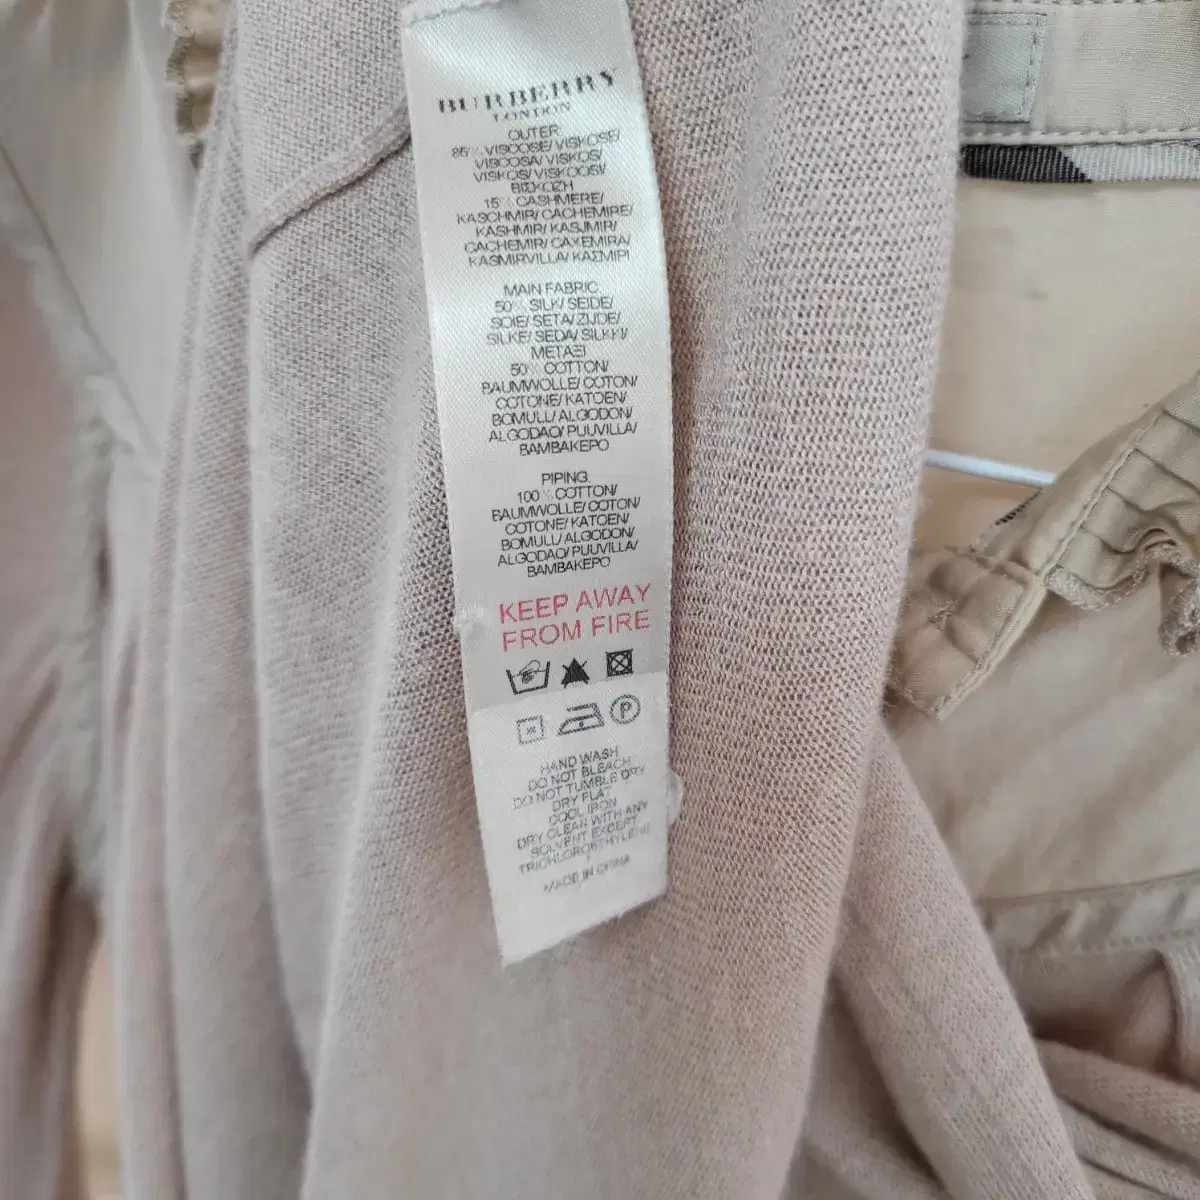 BURBERRY
LONDON
OUTER
85% VISCOSE/ VISKOSE/
VISCOSA/ VISKOS/
VISKOS/ VISKOOSI/
ΒΙΣΚΟΖΗ
15% CASHMERE/
KASCHMIR/ CACHEMIRE/
KASHMIR/ KASJMIR/
CACHEMIR/ CAXEMIRA/
KASMIRVILLA/ ΚΑΣΜΙΡΙ
MAIN FABRIC
50% SILK/ SEIDE/
SOIE/ SETA/ ZIJDE/
SILKE/ SEDA/ SILKKI/
ΜΕΤΑΞΙ
50% COTTON/
BAUMWOLLE/ COTON/
COTONE/ KATOEN/
BOMULL/ ALGODON/
ALGODAO/ PUUVILLA/
BAMBAKEPO
PIPING
100% COTTON/
BAUMWOLLE/ COTON/
COTONE/ KATOEN/
BOMULL/ ALGODON/
ALGODAO/ PUUVILLA/
BAMBAKEPO
KEEP AWAY
FROM FIRE
P
HAND WASH
DO NOT BLEACH
DO NOT TUMBLE DRY
DRY FLAT
COOL IRON
DRY CLEAN WITH ANY
SOLVENT EXCEPT
TRICHLOROETHYLENE
MADE IN CHINA